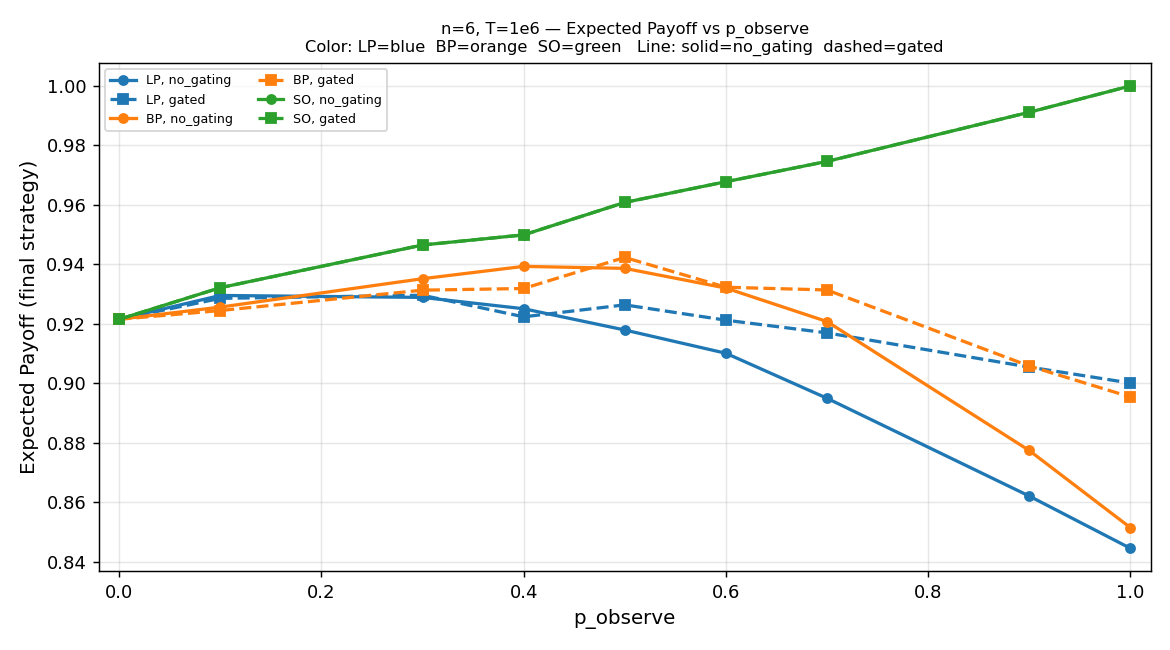 n=6, T=1e6 — Expected Payoff vs p_observe
Color: LP=blue  BP=orange  SO=green   Line: solid=no_gating  dashed=gated
LP, no_gating
LP, gated
BP, no_gating
BP, gated
SO, no_gating
SO, gated
Expected Payoff (final strategy)
1.00
0.98
0.96
0.94
0.92
0.90
0.88
0.86
0.84
0.0
0.2
0.4
0.6
0.8
1.0
p_observe